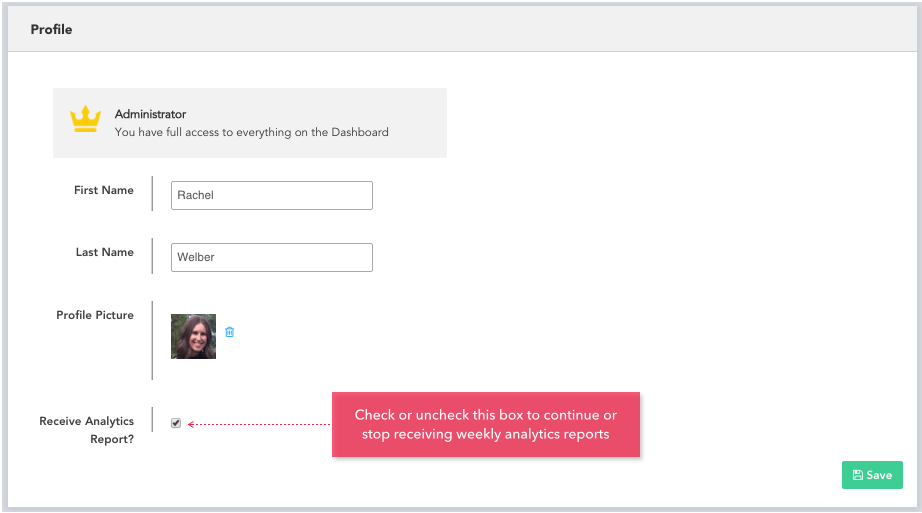 Profile
Administrator
You have full access to everything on the Dashboard
First Name
Rachel
Last Name
Welber
Profile Picture
Receive Analytics
Report?
Check or uncheck this box to continue or
stop receiving weekly analytics reports
Save